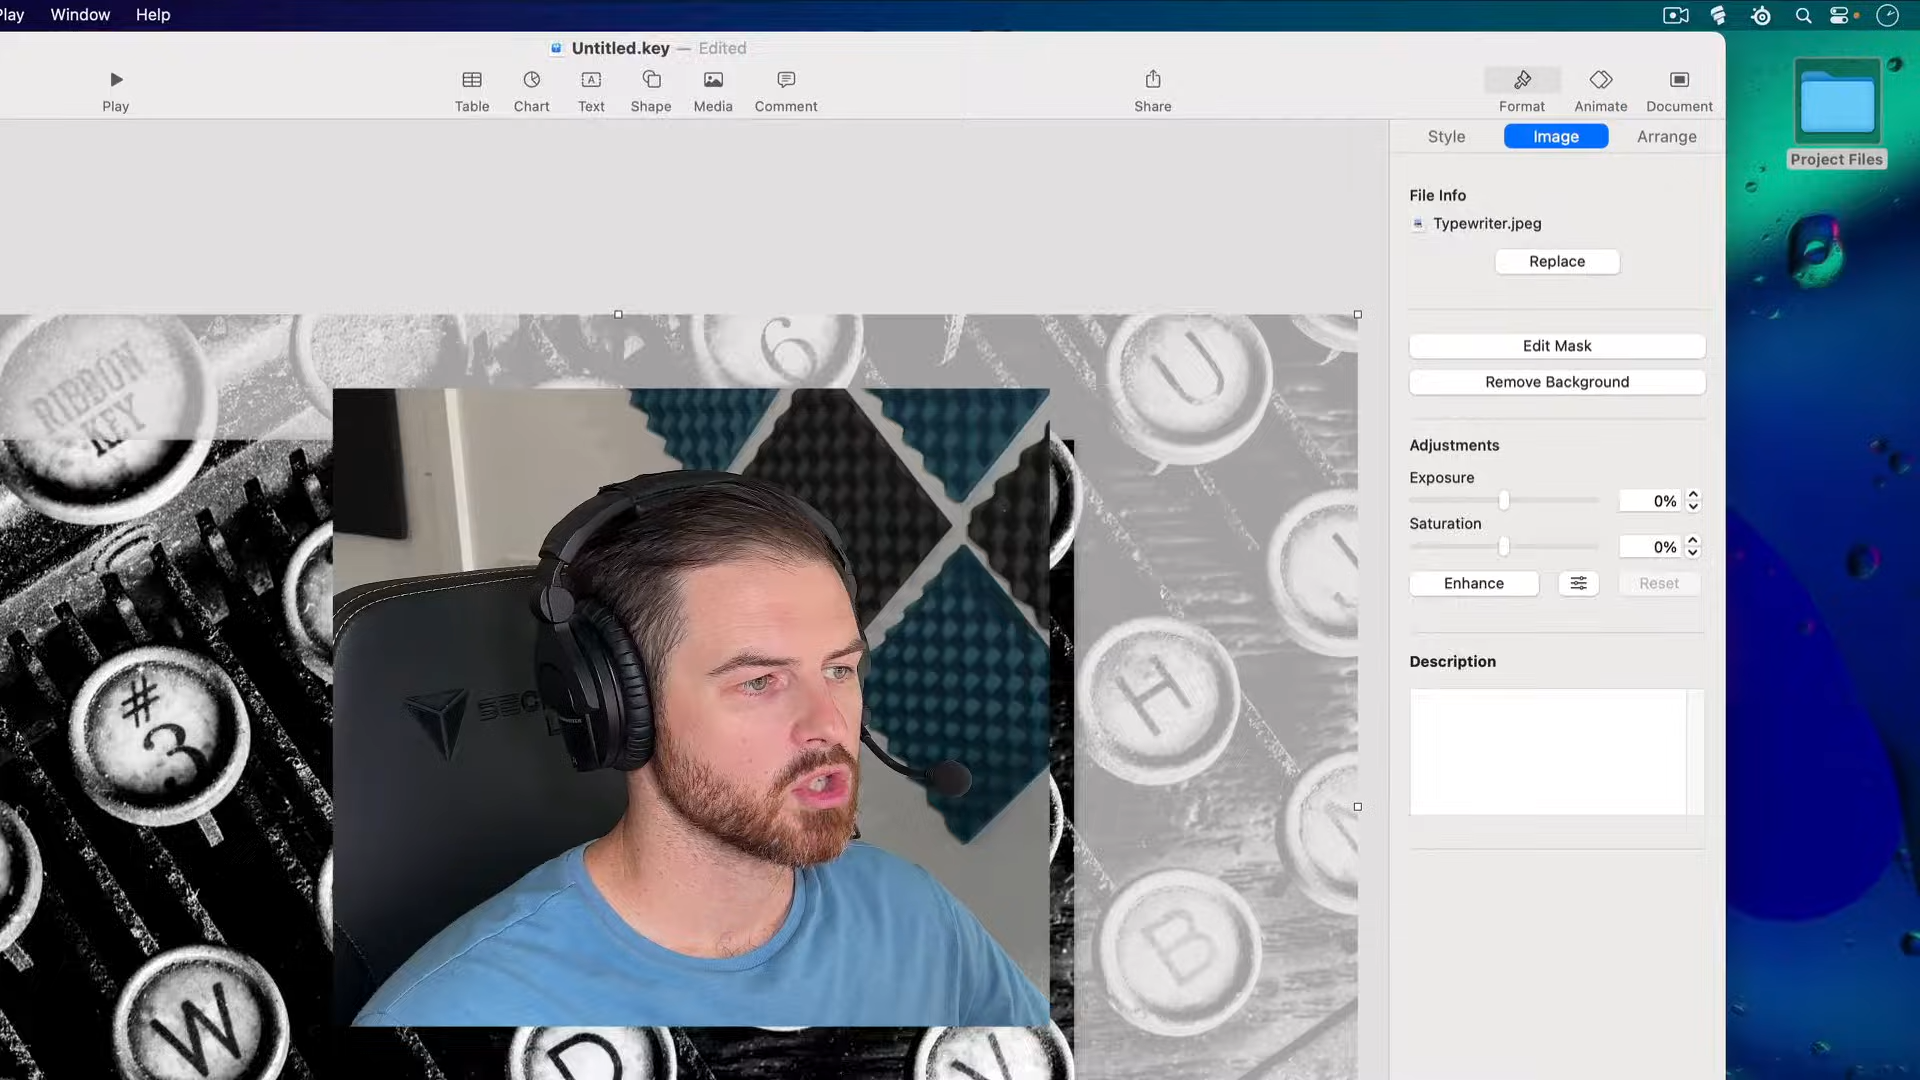 Play Window Help
Untitled.key — Edited
Play Table Chart Text Shape Media Comment Share Format Animate Document
Style Image Arrange
Project Files
File Info
Typewriter.jpeg
Replace
Edit Mask
Remove Background
Adjustments
Exposure
0%
Saturation
0%
Enhance Reset
Description
RIBBON
KEY
6
U
#
3
SEC
H
B
W
D